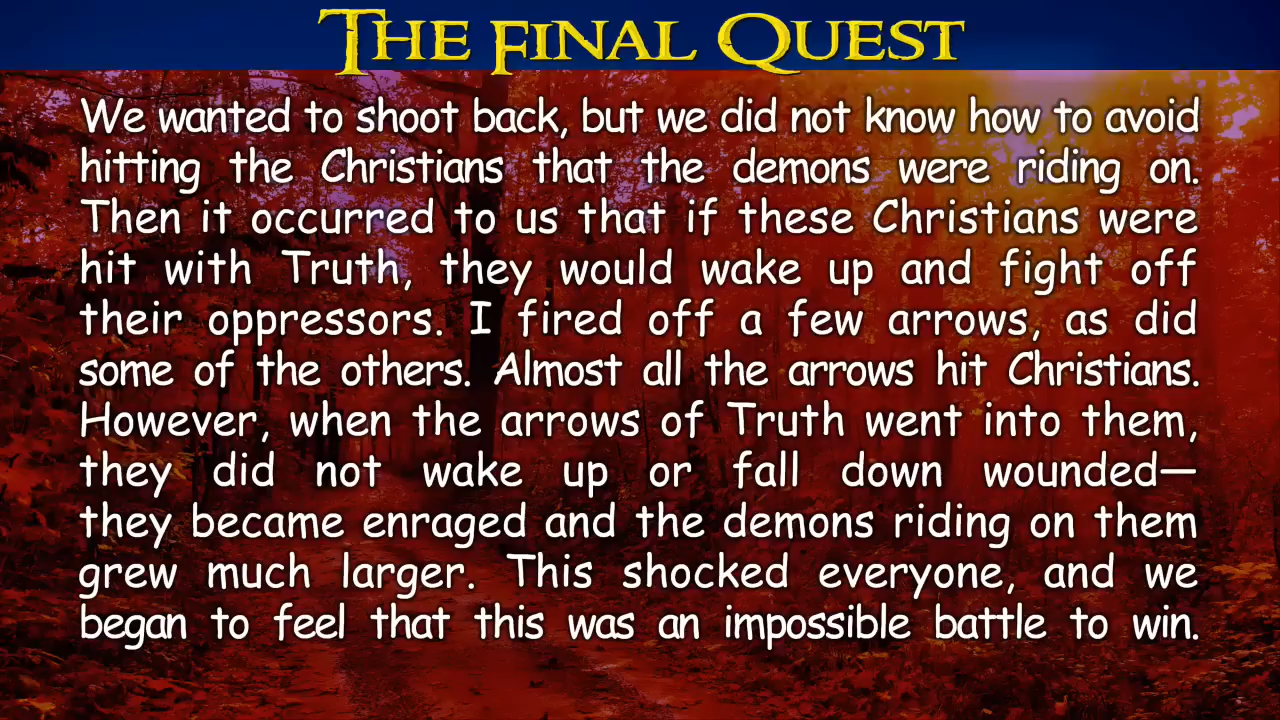 The Final Quest
We wanted to shoot back, but we did not know how to avoid
hitting the Christians that the demons were riding on.
Then it occurred to us that if these Christians were
hit with Truth, they would wake up and fight off
their oppressors. I fired off a few arrows, as did
some of the others. Almost all the arrows hit Christians.
However, when the arrows of Truth went into them,
they did not wake up or fall down wounded—
they became enraged and the demons riding on them
grew much larger. This shocked everyone, and we
began to feel that this was an impossible battle to win.